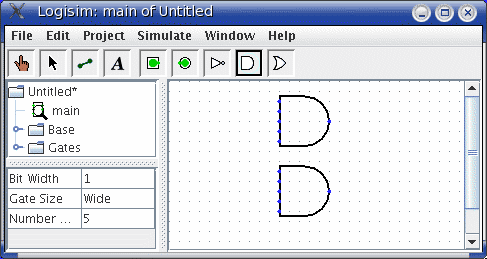 Logisim: main of Untitled
File Edit Project Simulate Window Help
A
Untitled*
main
Base
Gates
Bit Width 1
Gate Size Wide
Number ... 5